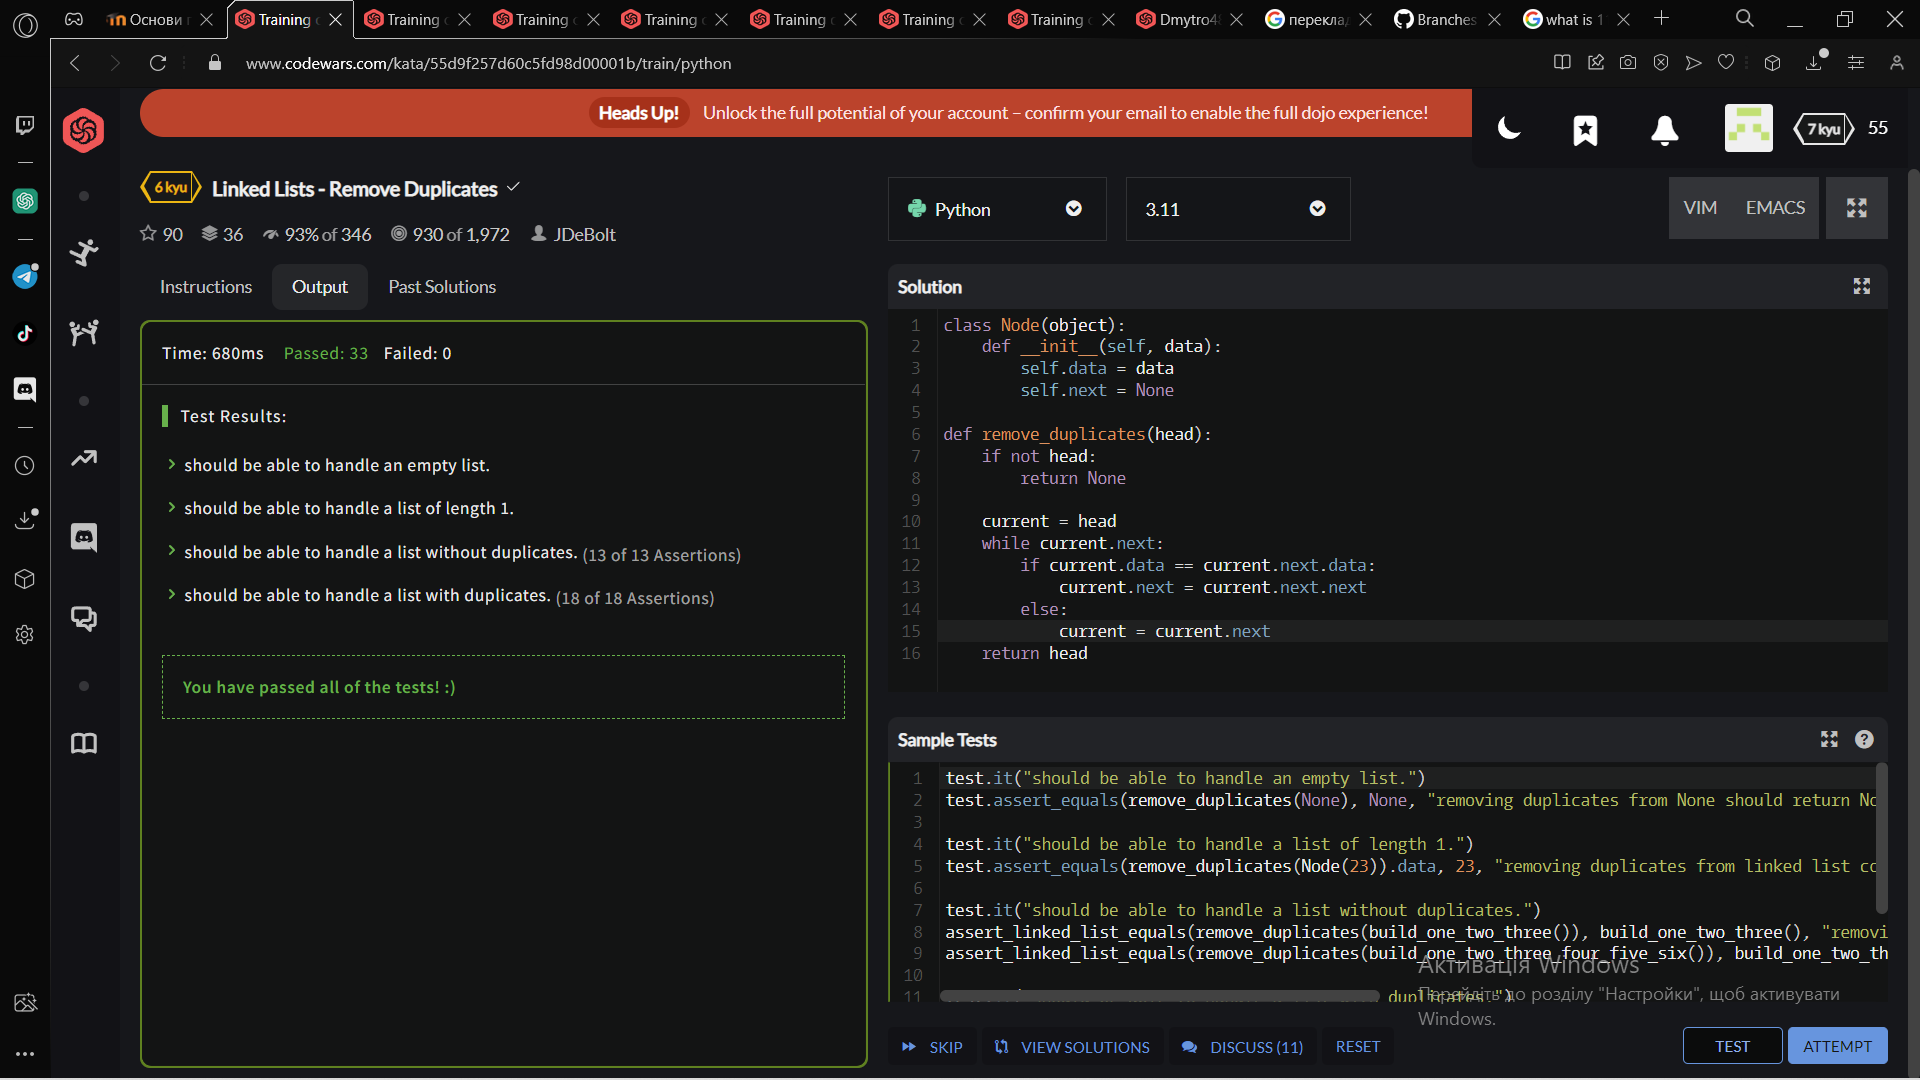 Основи п
Training
Training
Training
Training
Training
Training
Training
Dmytro4
переклад
Branches
what is 1
www.codewars.com/kata/55d9f257d60c5fd98d00001b/train/python
Heads Up! Unlock the full potential of your account – confirm your email to enable the full dojo experience!
7 kyu 55
6 kyu Linked Lists - Remove Duplicates
90 36 93% of 346 930 of 1,972 JDeBolt
Python
3.11
VIM EMACS
Instructions Output Past Solutions
Time: 680ms Passed: 33 Failed: 0
Test Results:
should be able to handle an empty list.
should be able to handle a list of length 1.
should be able to handle a list without duplicates. (13 of 13 Assertions)
should be able to handle a list with duplicates. (18 of 18 Assertions)
You have passed all of the tests! :)
Solution
1 class Node(object):
2 def __init__(self, data):
3 self.data = data
4 self.next = None
5
6 def remove_duplicates(head):
7 if not head:
8 return None
9
10 current = head
11 while current.next:
12 if current.data == current.next.data:
13 current.next = current.next.next
14 else:
15 current = current.next
16 return head
Sample Tests
1 test.it("should be able to handle an empty list.")
2 test.assert_equals(remove_duplicates(None), None, "removing duplicates from None should return No
3
4 test.it("should be able to handle a list of length 1.")
5 test.assert_equals(remove_duplicates(Node(23)).data, 23, "removing duplicates from linked list co
6
7 test.it("should be able to handle a list without duplicates.")
8 assert_linked_list_equals(remove_duplicates(build_one_two_three()), build_one_two_three(), "removi
9 assert_linked_list_equals(remove_duplicates(build_one_two_three_four_five_six()), build_one_two_th
10
11 duplicates.")
Активація Windows
Перейдіть до розділу "Настройки", щоб активувати
Windows.
SKIP VIEW SOLUTIONS DISCUSS (11) RESET
TEST ATTEMPT